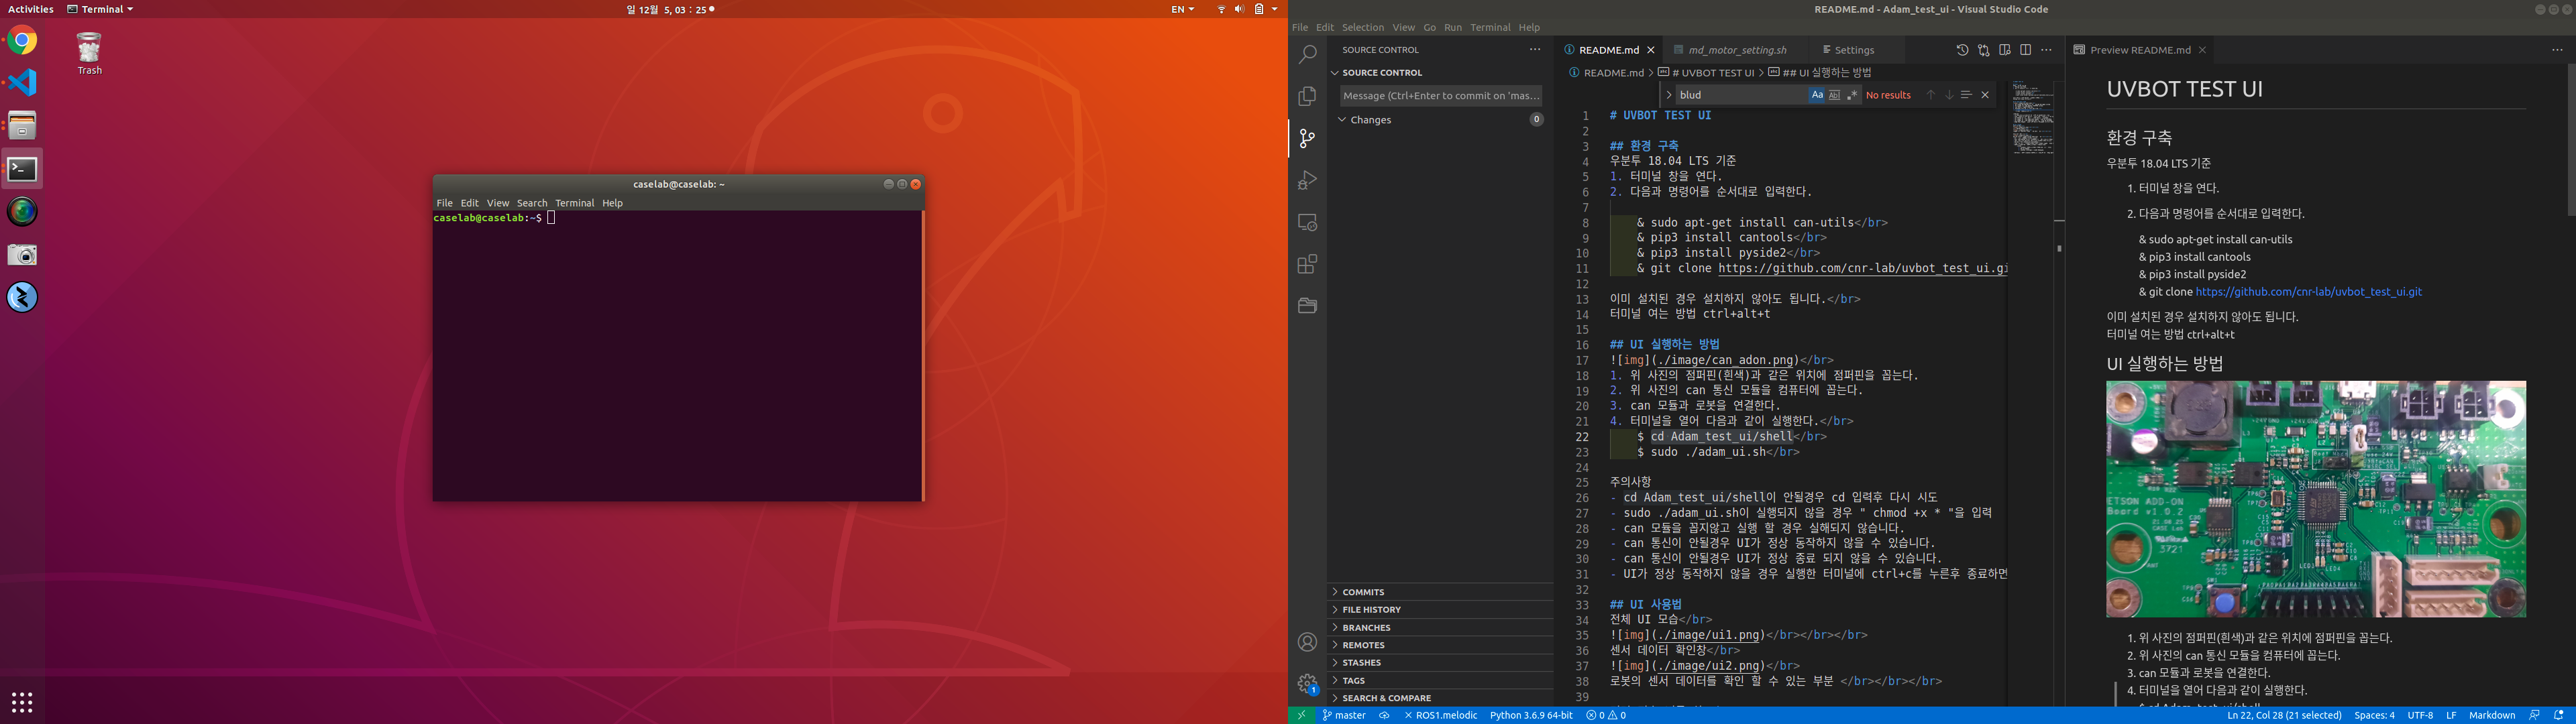 Activities Terminal 일 12월 5, 03 : 25 EN
Trash
caselab@caselab: ~
File Edit View Search Terminal Help
caselab@caselab:~$
README.md - Adam_test_ui - Visual Studio Code
File Edit Selection View Go Run Terminal Help
SOURCE CONTROL
SOURCE CONTROL
Message (Ctrl+Enter to commit on 'mas...
Changes 0
COMMITS
FILE HISTORY
BRANCHES
REMOTES
STASHES
TAGS
SEARCH & COMPARE
1
README.md md_motor_setting.sh Settings
README.md > # UVBOT TEST UI > ## UI 실행하는 방법
blud Aa Abl .* No results
1 # UVBOT TEST UI
2
3 ## 환경 구축
4 우분투 18.04 LTS 기준
5 1. 터미널 창을 연다.
6 2. 다음과 명령어를 순서대로 입력한다.
7
8 & sudo apt-get install can-utils</br>
9 & pip3 install cantools</br>
10 & pip3 install pyside2</br>
11 & git clone https://github.com/cnr-lab/uvbot_test_ui.gi
12
13 이미 설치된 경우 설치하지 않아도 됩니다.</br>
14 터미널 여는 방법 ctrl+alt+t
15
16 ## UI 실행하는 방법
17 ![img](./image/can_adon.png)</br>
18 1. 위 사진의 점퍼핀(흰색)과 같은 위치에 점퍼핀을 꼽는다.
19 2. 위 사진의 can 통신 모듈을 컴퓨터에 꼽는다.
20 3. can 모듈과 로봇을 연결한다.
21 4. 터미널을 열어 다음과 같이 실행한다.</br>
22 $ cd Adam_test_ui/shell</br>
23 $ sudo ./adam_ui.sh</br>
24
25 주의사항
26 - cd Adam_test_ui/shell이 안될경우 cd 입력후 다시 시도
27 - sudo ./adam_ui.sh이 실행되지 않을 경우 " chmod +x * "을 입력
28 - can 모듈을 꼽지않고 실행 할 경우 실해되지 않습니다.
29 - can 통신이 안될경우 UI가 정상 동작하지 않을 수 있습니다.
30 - can 통신이 안될경우 UI가 정상 종료 되지 않을 수 있습니다.
31 - UI가 정상 동작하지 않을 경우 실행한 터미널에 ctrl+c를 누른후 종료하면
32
33 ## UI 사용법
34 전체 UI 모습</br>
35 ![img](./image/ui1.png)</br></br></br>
36 센서 데이터 확인창</br>
37 ![img](./image/ui2.png)</br>
38 로봇의 센서 데이터를 확인 할 수 있는 부분 </br></br></br>
39
Preview README.md
UVBOT TEST UI
환경 구축
우분투 18.04 LTS 기준
1. 터미널 창을 연다.
2. 다음과 명령어를 순서대로 입력한다.
& sudo apt-get install can-utils
& pip3 install cantools
& pip3 install pyside2
& git clone https://github.com/cnr-lab/uvbot_test_ui.git
이미 설치된 경우 설치하지 않아도 됩니다.
터미널 여는 방법 ctrl+alt+t
UI 실행하는 방법
ETSON ADD-ON
Board v1.0.2
21.08.25
CASE Lab
3721
1. 위 사진의 점퍼핀(흰색)과 같은 위치에 점퍼핀을 꼽는다.
2. 위 사진의 can 통신 모듈을 컴퓨터에 꼽는다.
3. can 모듈과 로봇을 연결한다.
4. 터미널을 열어 다음과 같이 실행한다.
$ cd Adam_test_ui/shell
master ROS1.melodic Python 3.6.9 64-bit 0 0 Ln 22, Col 28 (21 selected) Spaces: 4 UTF-8 LF Markdown